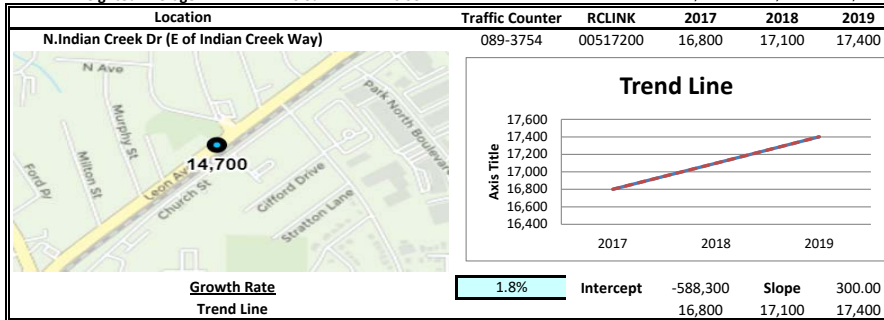 Location Traffic Counter RCLINK 2017 2018 2019
N.Indian Creek Dr (E of Indian Creek Way) 089-3754 00517200 16,800 17,100 17,400
N Ave
Murphy St
Milton St
Ford Pl
14,700
Leon Av
Church St
Gifford Drive
Stratton Lane
Park North Boulevar
Trend Line
17,600
17,400
17,200
17,000
16,800
16,600
16,400
Axis Title
2017 2018 2019
Growth Rate 1.8% Intercept -588,300 Slope 300.00
Trend Line 16,800 17,100 17,400